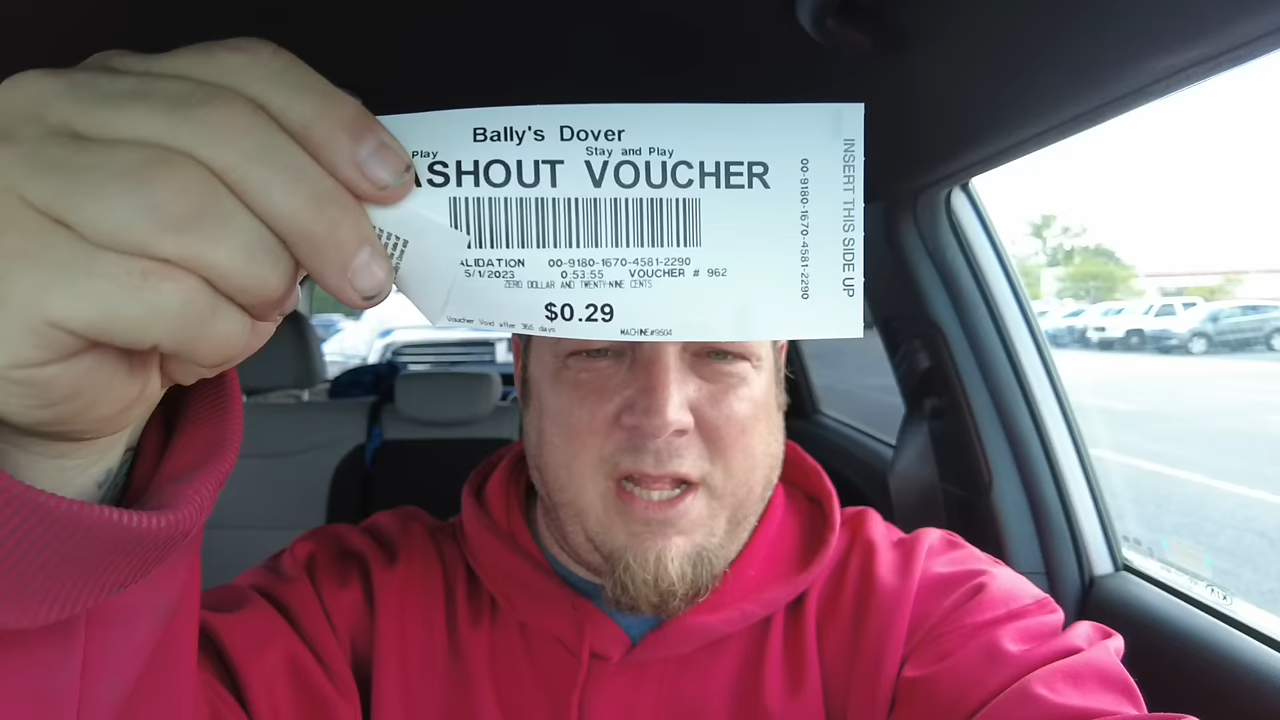 Bally's Dover
Play Stay and Play
ASHOUT VOUCHER
ALIDATION 00-9180-1670-4581-2290
5/1/2023 0:53:55 VOUCHER # 962
ZERO DOLLAR AND TWENTY-NINE CENTS
$0.29
Voucher Void after 365 days MACHINE#9504
00-9180-1670-4581-2290
INSERT THIS SIDE UP
KIA